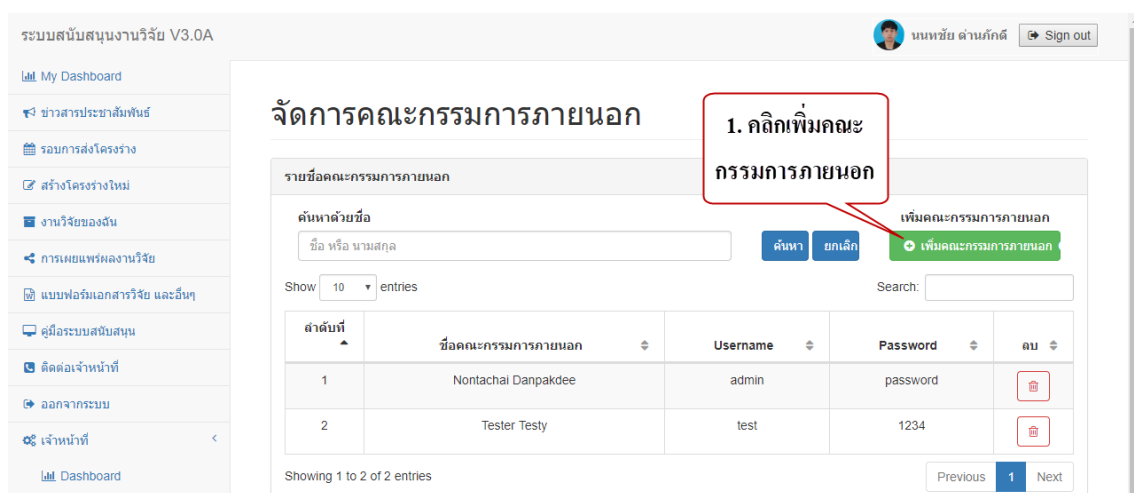 ระบบสนับสนุนงานวิจัย V3.0A
นนทชัย ด่านภักดี
Sign out
My Dashboard
ข่าวสารประชาสัมพันธ์
รอบการส่งโครงร่าง
สร้างโครงร่างใหม่
งานวิจัยของฉัน
การเผยแพร่ผลงานวิจัย
แบบฟอร์มเอกสารวิจัย และอื่นๆ
คู่มือระบบสนับสนุน
ติดต่อเจ้าหน้าที่
ออกจากระบบ
เจ้าหน้าที่
Dashboard
จัดการคณะกรรมการภายนอก
1. คลิกเพิ่มคณะ
กรรมการภายนอก
รายชื่อคณะกรรมการภายนอก
ค้นหาด้วยชื่อ
เพิ่มคณะกรรมการภายนอก
ชื่อ หรือ นามสกุล
ค้นหา
ยกเลิก
เพิ่มคณะกรรมการภายนอก
Show 10 entries
Search:
ลำดับที่
ชื่อคณะกรรมการภายนอก
Username
Password
ลบ
1 Nontachai Danpakdee admin password
2 Tester Testy test 1234
Showing 1 to 2 of 2 entries
Previous 1 Next